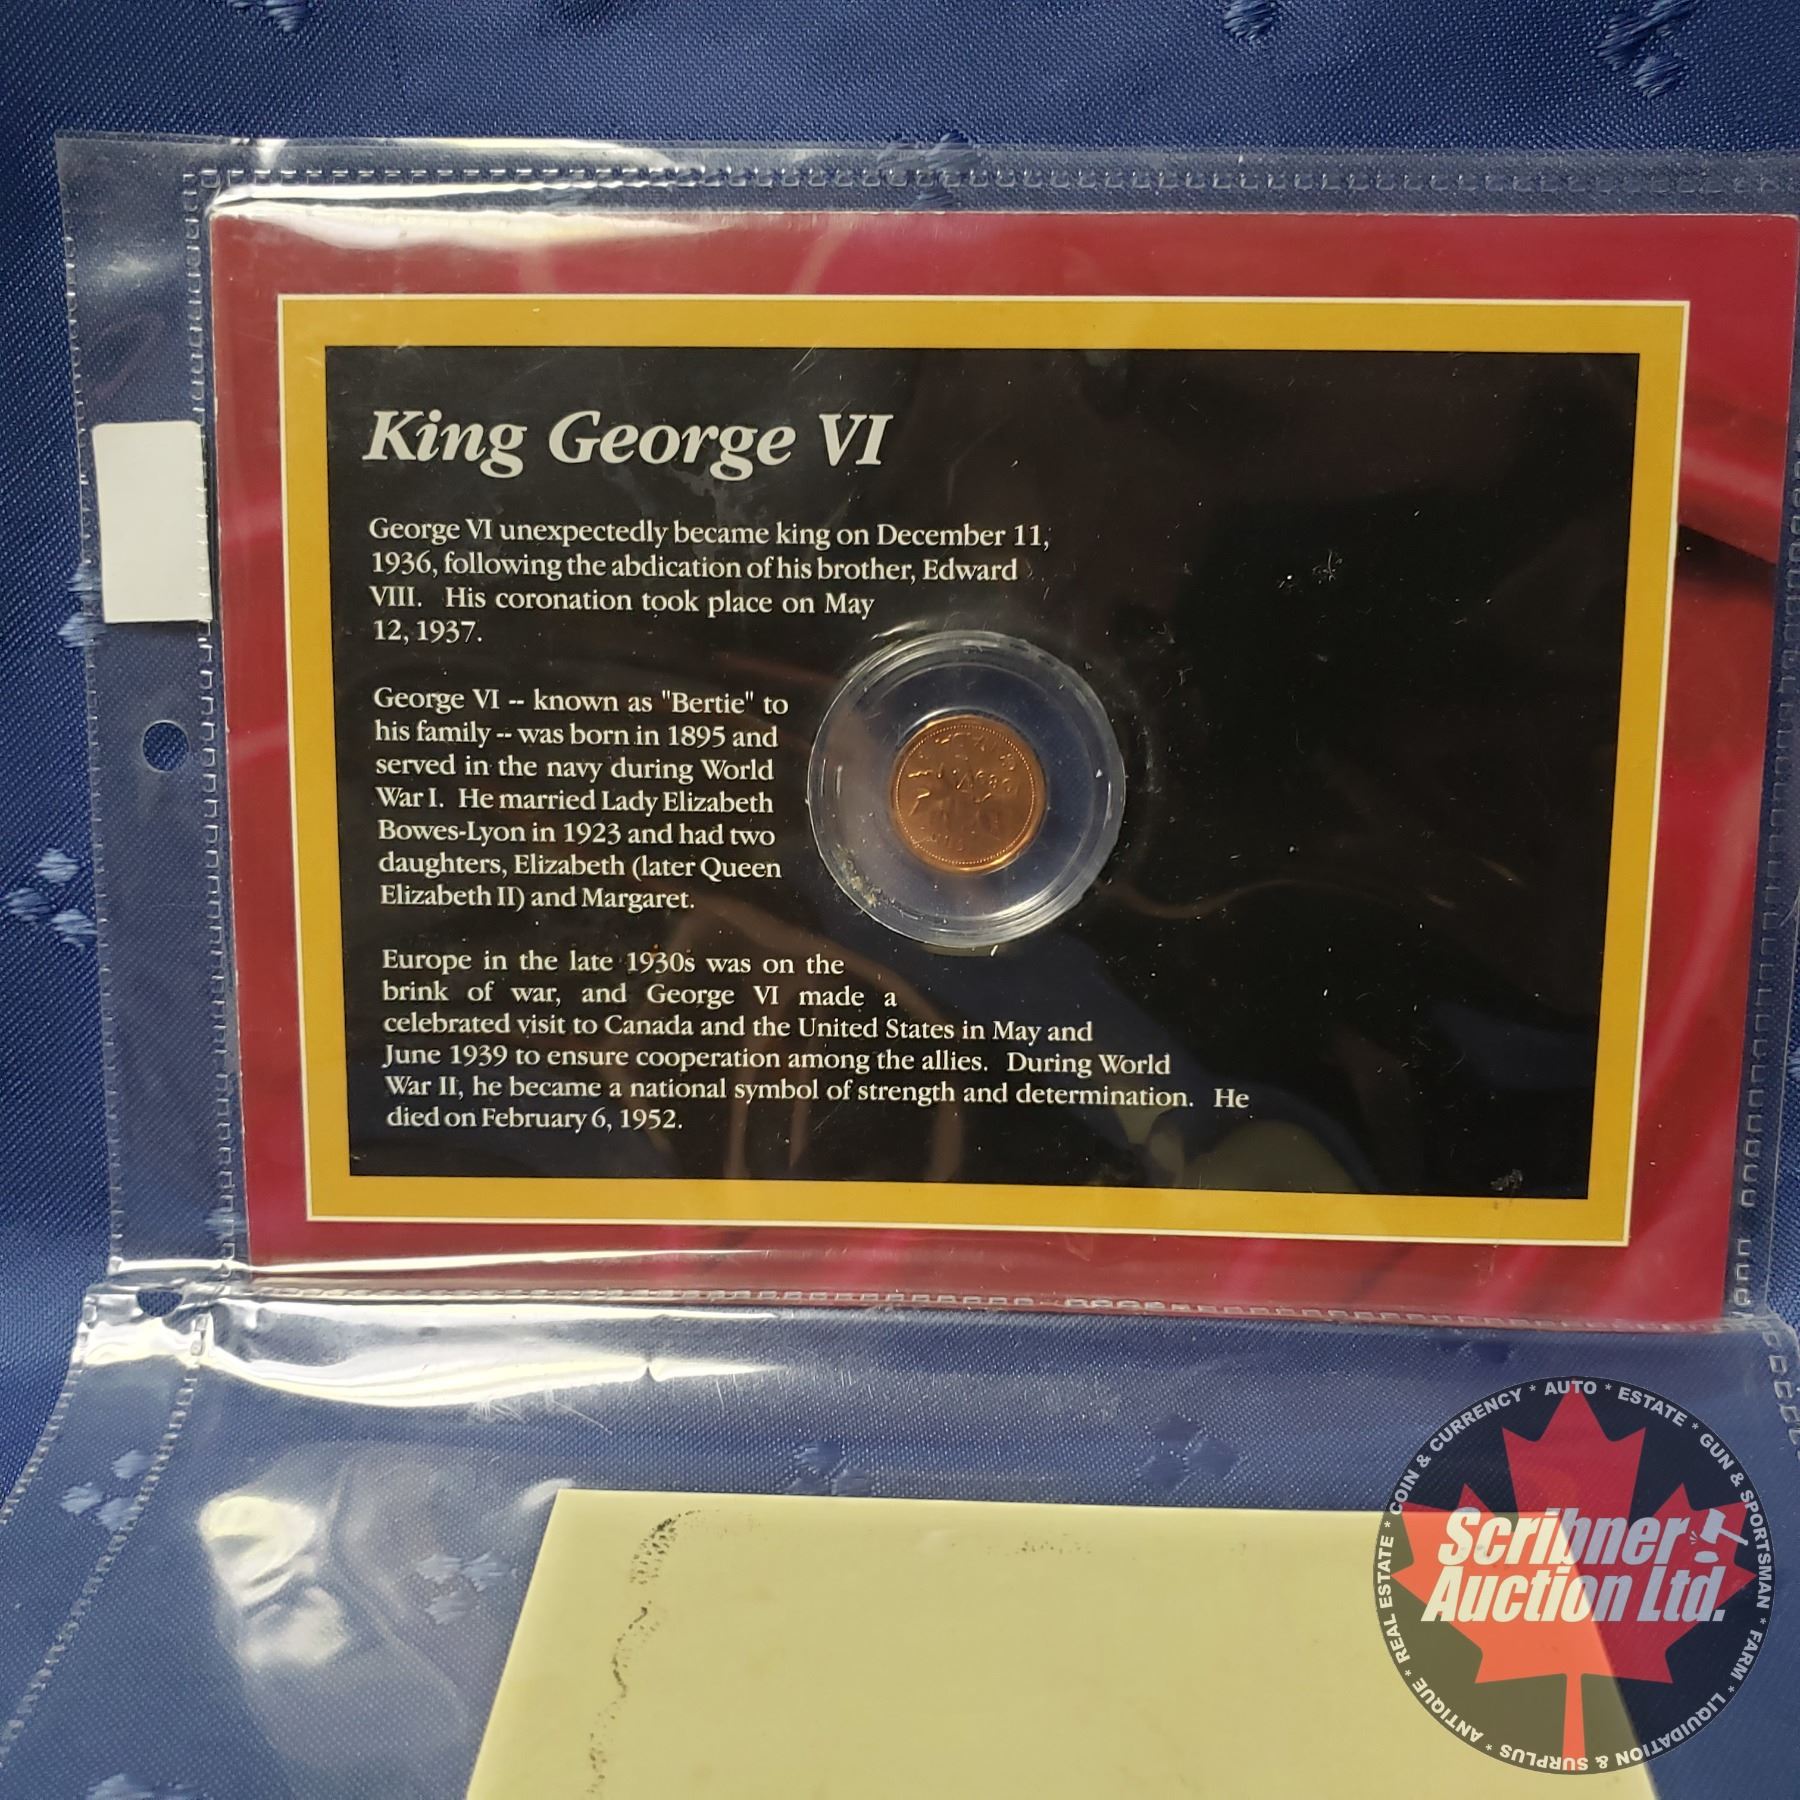 King George VI
George VI unexpectedly became king on December 11,
1936, following the abdication of his brother, Edward
VIII. His coronation took place on May
12, 1937.
George VI -- known as "Bertie" to
his family -- was born in 1895 and
served in the navy during World
War I. He married Lady Elizabeth
Bowes-Lyon in 1923 and had two
daughters, Elizabeth (later Queen
Elizabeth II) and Margaret.
Europe in the late 1930s was on the
brink of war, and George VI made a
celebrated visit to Canada and the United States in May and
June 1939 to ensure cooperation among the allies. During World
War II, he became a national symbol of strength and determination. He
died on February 6, 1952.
Scribner
Auction Ltd.
COIN & CURRENCY * AUTO * ESTATE * GUN & SPORTSMAN * FARM * LIQUIDATION & SURPLUS * ANTIQUE * REAL ESTATE *